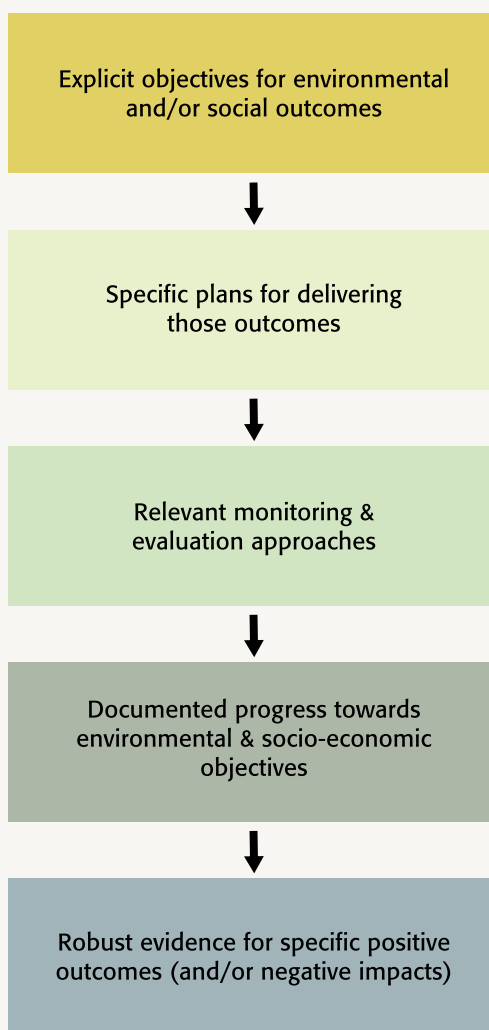 Explicit objectives for environmental
and/or social outcomes
Specific plans for delivering
those outcomes
Relevant monitoring &
evaluation approaches
Documented progress towards
environmental & socio-economic
objectives
Robust evidence for specific positive
outcomes (and/or negative impacts)